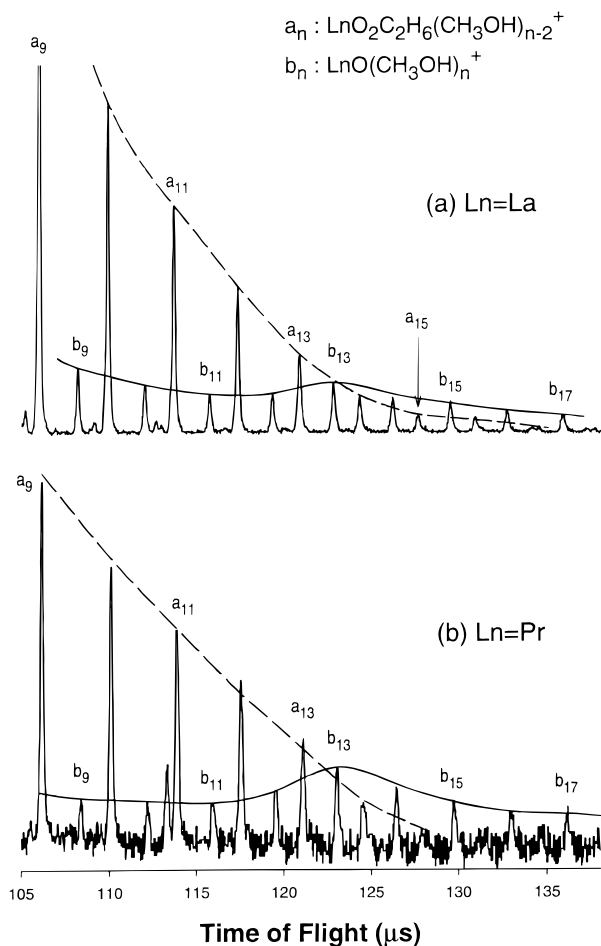 aₙ : LnO₂C₂H₆(CH₃OH)ₙ₋₂⁺
bₙ : LnO(CH₃OH)ₙ⁺
a₉
a₁₁
(a) Ln=La
a₁₃
a₁₅
b₉
b₁₁
b₁₃
b₁₅
b₁₇
a₉
a₁₁
(b) Ln=Pr
a₁₃
b₉
b₁₁
b₁₃
b₁₅
b₁₇
105 110 115 120 125 130 135
Time of Flight (μs)